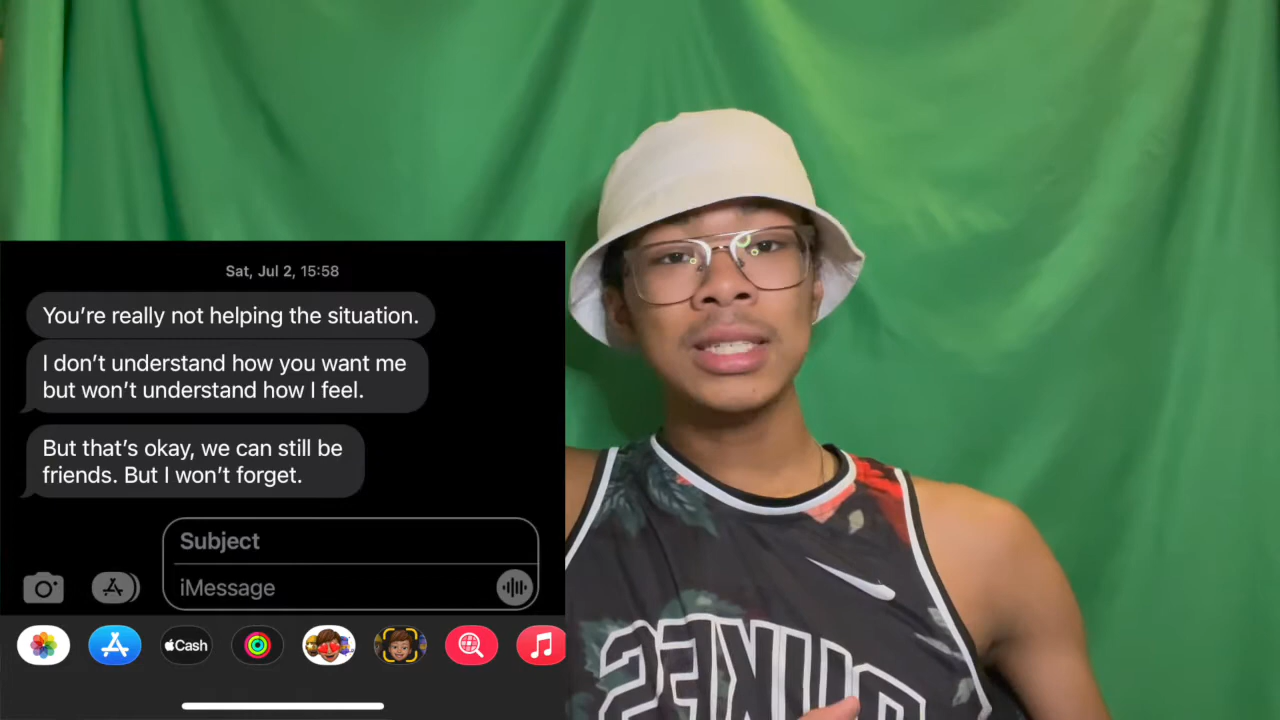 Sat, Jul 2, 15:58
You’re really not helping the situation.
I don’t understand how you want me
but won’t understand how I feel.
But that’s okay, we can still be
friends. But I won’t forget.
Subject
iMessage
Cash
DUKES